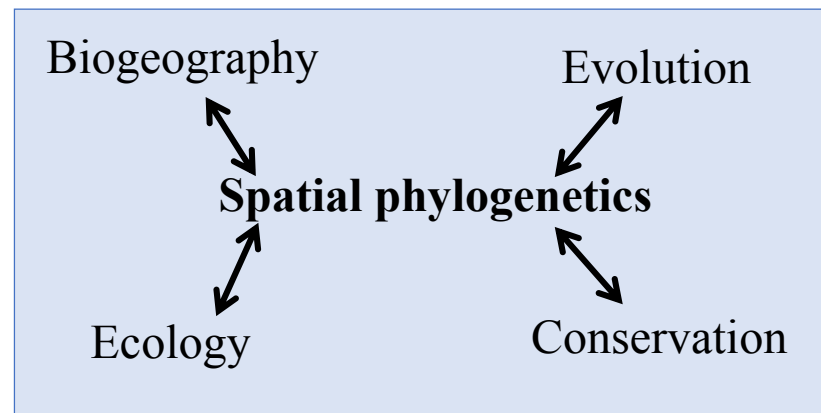 Biogeography
Evolution
Spatial phylogenetics
Ecology
Conservation